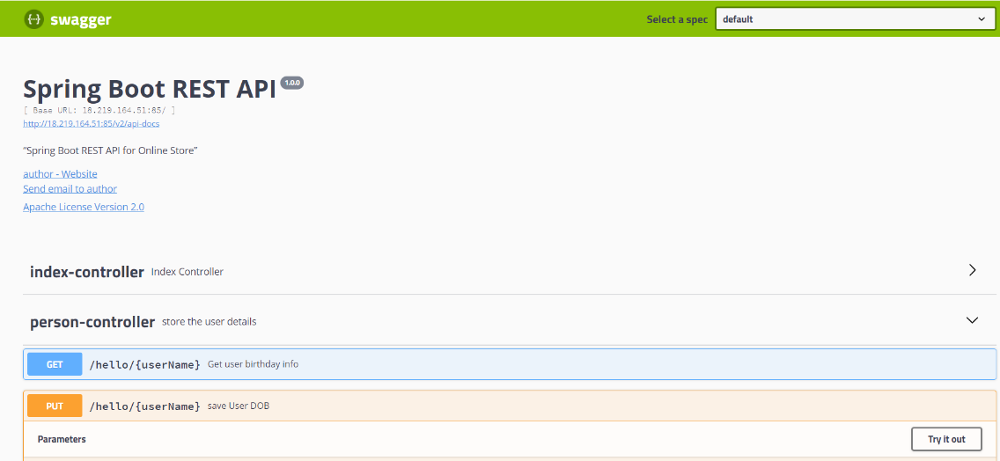 {...} swagger
Select a spec default
Spring Boot REST API 1.0.0
[ Base URL: 18.219.164.51:85/ ]
http://18.219.164.51:85/v2/api-docs
“Spring Boot REST API for Online Store”
author - Website
Send email to author
Apache License Version 2.0
index-controller Index Controller
person-controller store the user details
GET /hello/{userName} Get user birthday info
PUT /hello/{userName} save User DOB
Parameters Try it out